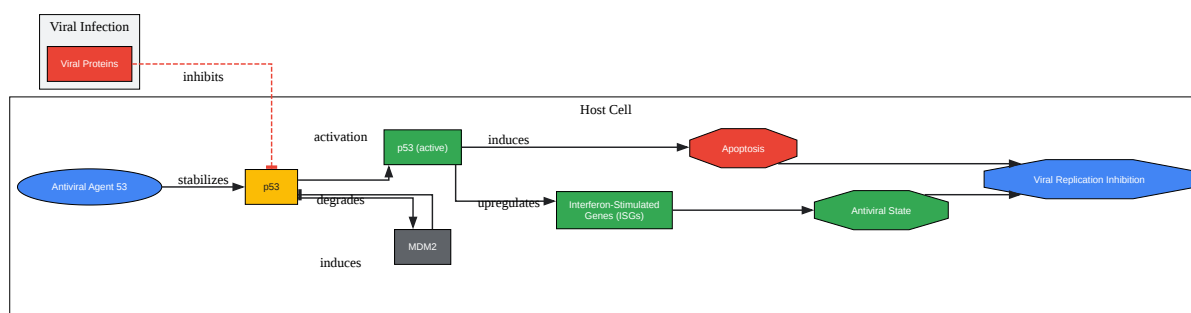 Viral Infection
Viral Proteins
inhibits
Host Cell
activation
p53 (active)
induces
Apoptosis
Antiviral Agent 53
stabilizes
p53
degrades
upregulates
Interferon-Stimulated
Genes (ISGs)
Antiviral State
Viral Replication Inhibition
MDM2
induces